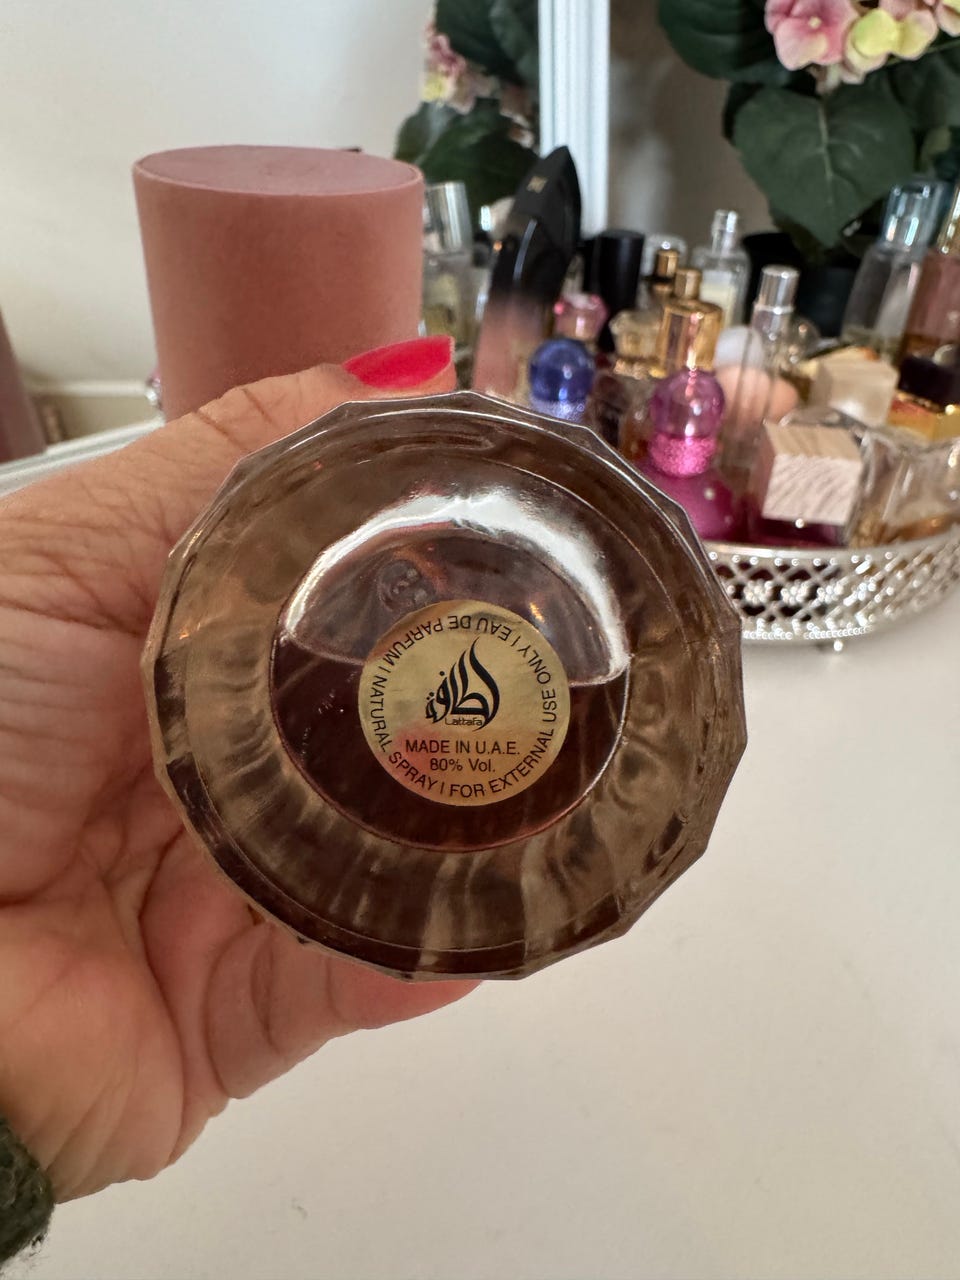 EAU DE PARFUM | NATURAL SPRAY | FOR EXTERNAL USE ONLY |
لطافة
Lattafa
MADE IN U.A.E.
80% Vol.